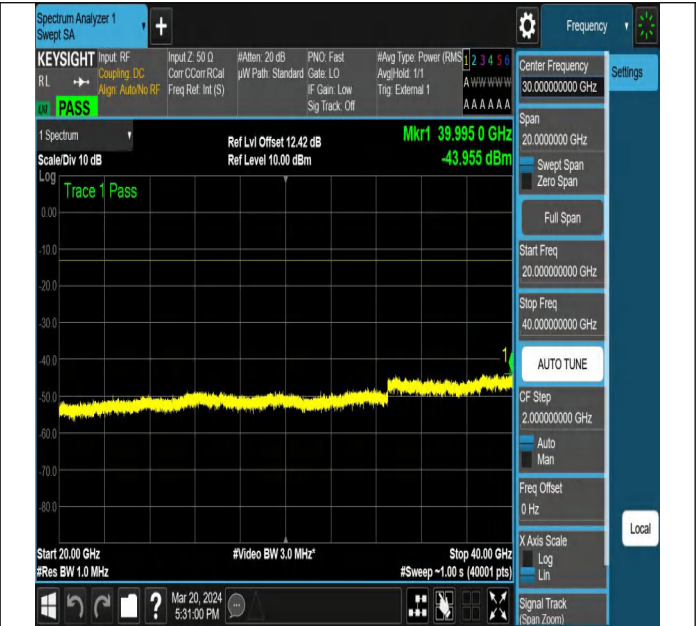 Spectrum Analyzer 1
Swept SA
+
Frequency
KEYSIGHT
RL
PASS
Input: RF
Coupling: DC
Align: Auto/No RF
Input Z: 50 Ω
Corr CCorr RCal
Freq Ref: Int (S)
#Atten: 20 dB
µW Path: Standard
PNO: Fast
Gate: LO
IF Gain: Low
Sig Track: Off
#Avg Type: Power (RMS
Avg|Hold: 1/1
Trig: External 1
1 2 3 4 5 6
A W W W W W
A A A A A A
1 Spectrum
Scale/Div 10 dB
Ref Lvl Offset 12.42 dB
Ref Level 10.00 dBm
Mkr1 39.995 0 GHz
-43.955 dBm
Log
Trace 1 Pass
0.00
-10.0
-20.0
-30.0
-40.0
-50.0
-60.0
-70.0
-80.0
1
Start 20.00 GHz
#Res BW 1.0 MHz
#Video BW 3.0 MHz*
Stop 40.00 GHz
#Sweep ~1.00 s (40001 pts)
Mar 20, 2024
5:31:00 PM
Center Frequency
30.000000000 GHz
Settings
Span
20.0000000 GHz
Swept Span
Zero Span
Full Span
Start Freq
20.000000000 GHz
Stop Freq
40.000000000 GHz
AUTO TUNE
CF Step
2.000000000 GHz
Auto
Man
Freq Offset
0 Hz
X Axis Scale
Log
Lin
Local
Signal Track
(Span Zoom)